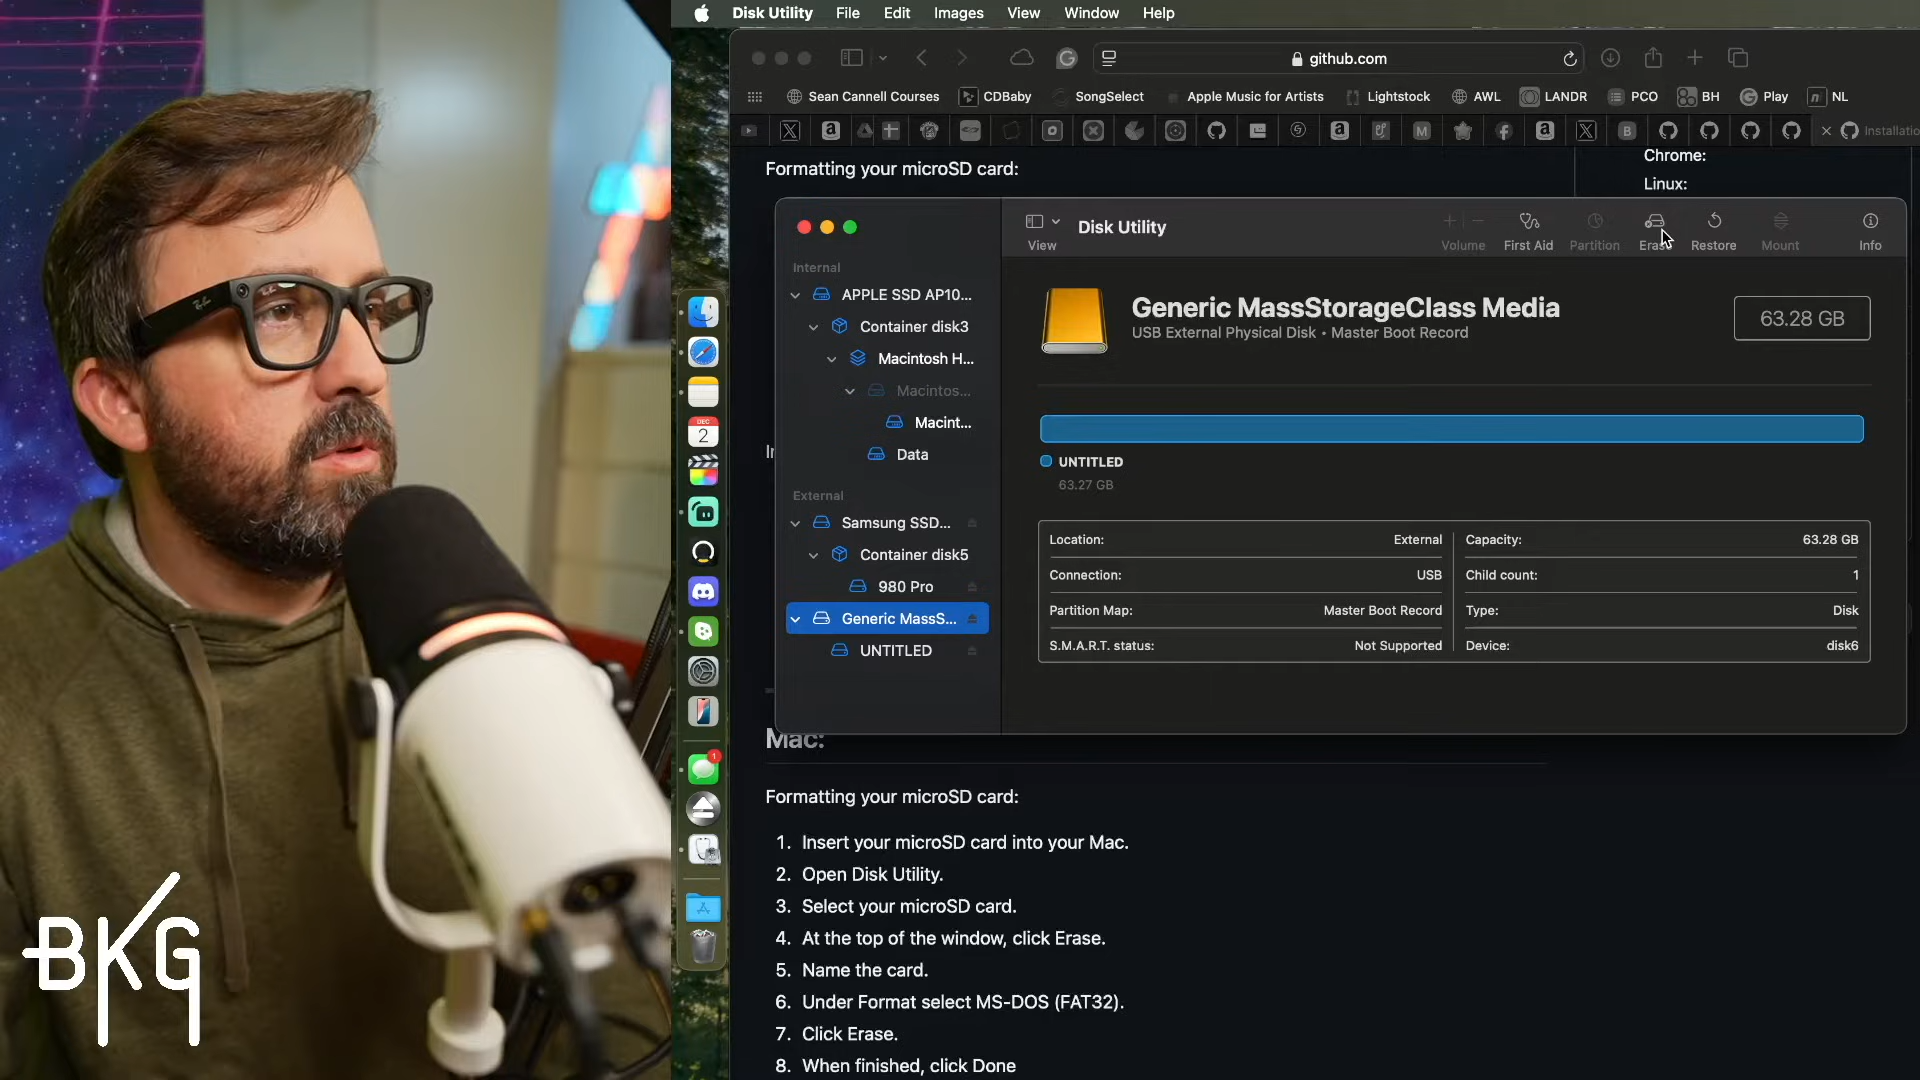 Disk Utility File Edit Images View Window Help
github.com
Sean Cannell Courses CDBaby SongSelect Apple Music for Artists Lightstock AWL LANDR PCO BH Play NL
Installatio
Formatting your microSD card:
Chrome:
Linux:
View
Disk Utility
Volume First Aid Partition Erase Restore Mount Info
Internal
APPLE SSD AP10...
Container disk3
Macintosh H...
Macintos...
Macint...
Data
External
Samsung SSD...
Container disk5
980 Pro
Generic MassS...
UNTITLED
Generic MassStorageClass Media
USB External Physical Disk • Master Boot Record
63.28 GB
UNTITLED
63.27 GB
Location: External
Connection: USB
Partition Map: Master Boot Record
S.M.A.R.T. status: Not Supported
Capacity: 63.28 GB
Child count: 1
Type: Disk
Device: disk6
DEC
2
1
Mac:
Formatting your microSD card:
1. Insert your microSD card into your Mac.
2. Open Disk Utility.
3. Select your microSD card.
4. At the top of the window, click Erase.
5. Name the card.
6. Under Format select MS-DOS (FAT32).
7. Click Erase.
8. When finished, click Done
BKG